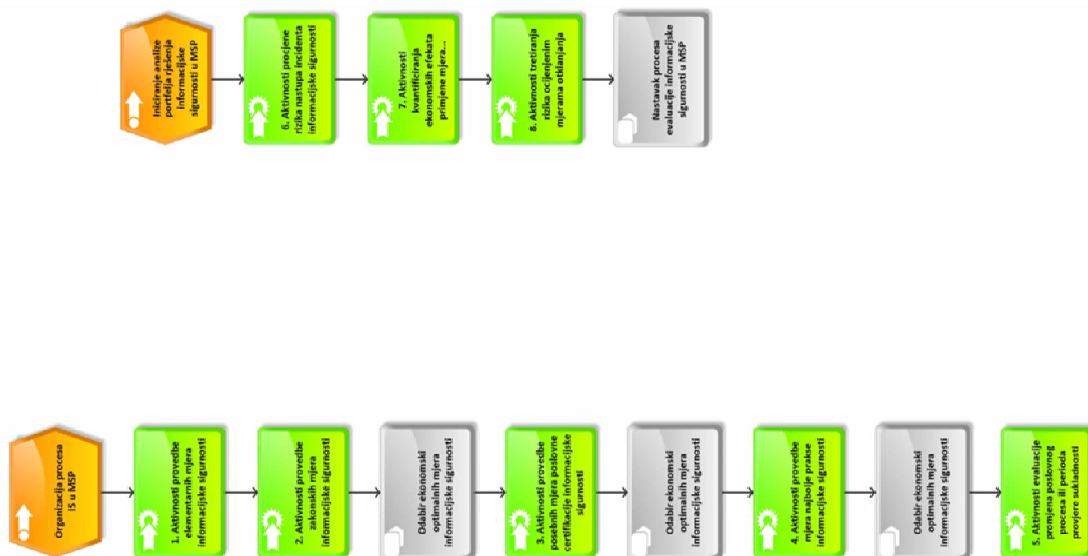 Organizacija procesa
IS u MSP
1. Aktivnosti provedbe
elementarnih mjera
informacijske sigurnosti
2. Aktivnosti provedbe
zakonskih mjera
informacijske sigurnosti
Odabir ekonomski
optimalnih mjera
informacijske sigurnosti
3. Aktivnosti provedbe
posebnih mjera poslovne
certifikacije informacijske
sigurnosti
Odabir ekonomski
optimalnih mjera
informacijske sigurnosti
4. Aktivnosti provedbe
mjera najbolje prakse
informacijske sigurnosti
Odabir ekonomski
optimalnih mjera
informacijske sigurnosti
5. Aktivnosti evaluacije
promjena poslovnog
procesa ili perioda
provjere sukladnosti
Iniciranje analize
portfelja rješenja
informacijske
sigurnosti u MSP
6. Aktivnosti procjene
rizika nastupa incidenta
informacijske sigurnosti
7. Aktivnosti
kvantificiranja
ekonomskih efekata
primjene mjera...
8. Aktivnosti tretiranja
rizika ocijenjenim
mjerama otklanjanja
Nastavak procesa
evaluacije informacijske
sigurnosti u MSP